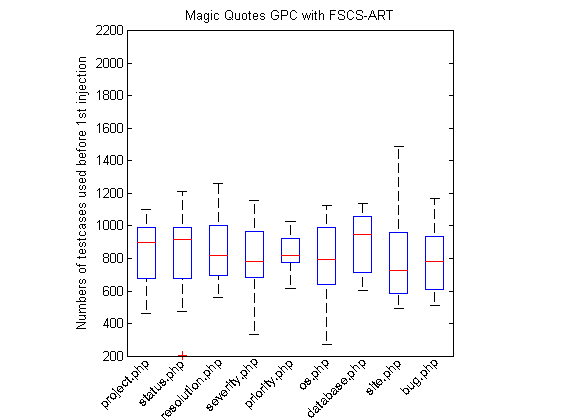 Magic Quotes GPC with FSCS-ART
Numbers of testcases used before 1st injection
2200
2000
1800
1600
1400
1200
1000
800
600
400
200
project.php
status.php
resolution.php
severity.php
priority.php
os.php
database.php
site.php
bug.php